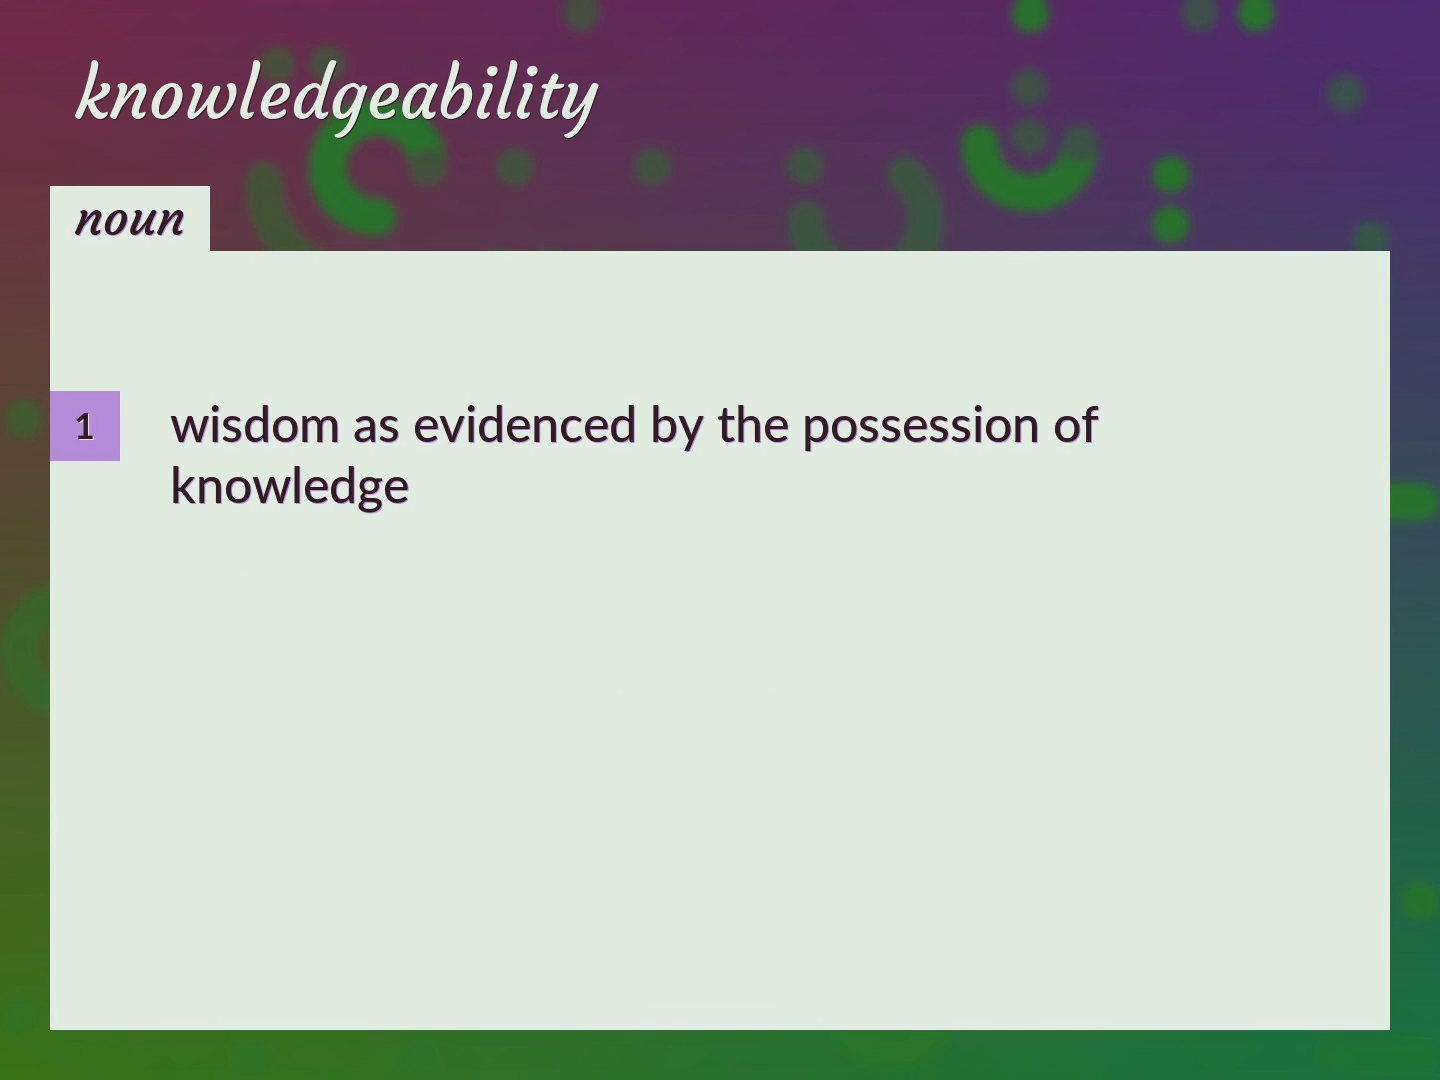 knowledgeability
noun
1
wisdom as evidenced by the possession of
knowledge